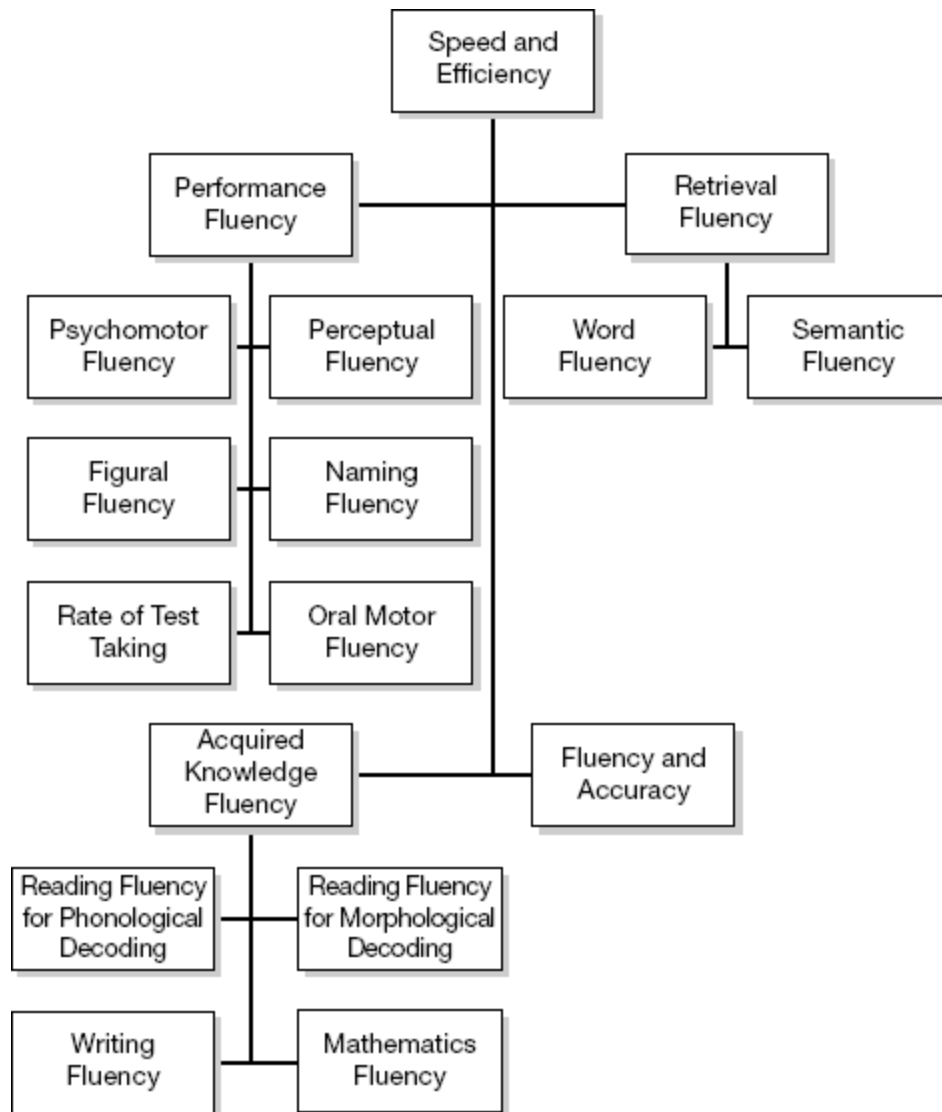 Speed and
Efficiency
Performance
Fluency
Retrieval
Fluency
Psychomotor
Fluency
Perceptual
Fluency
Word
Fluency
Semantic
Fluency
Figural
Fluency
Naming
Fluency
Rate of Test
Taking
Oral Motor
Fluency
Acquired
Knowledge
Fluency
Fluency and
Accuracy
Reading Fluency
for Phonological
Decoding
Reading Fluency
for Morphological
Decoding
Writing
Fluency
Mathematics
Fluency